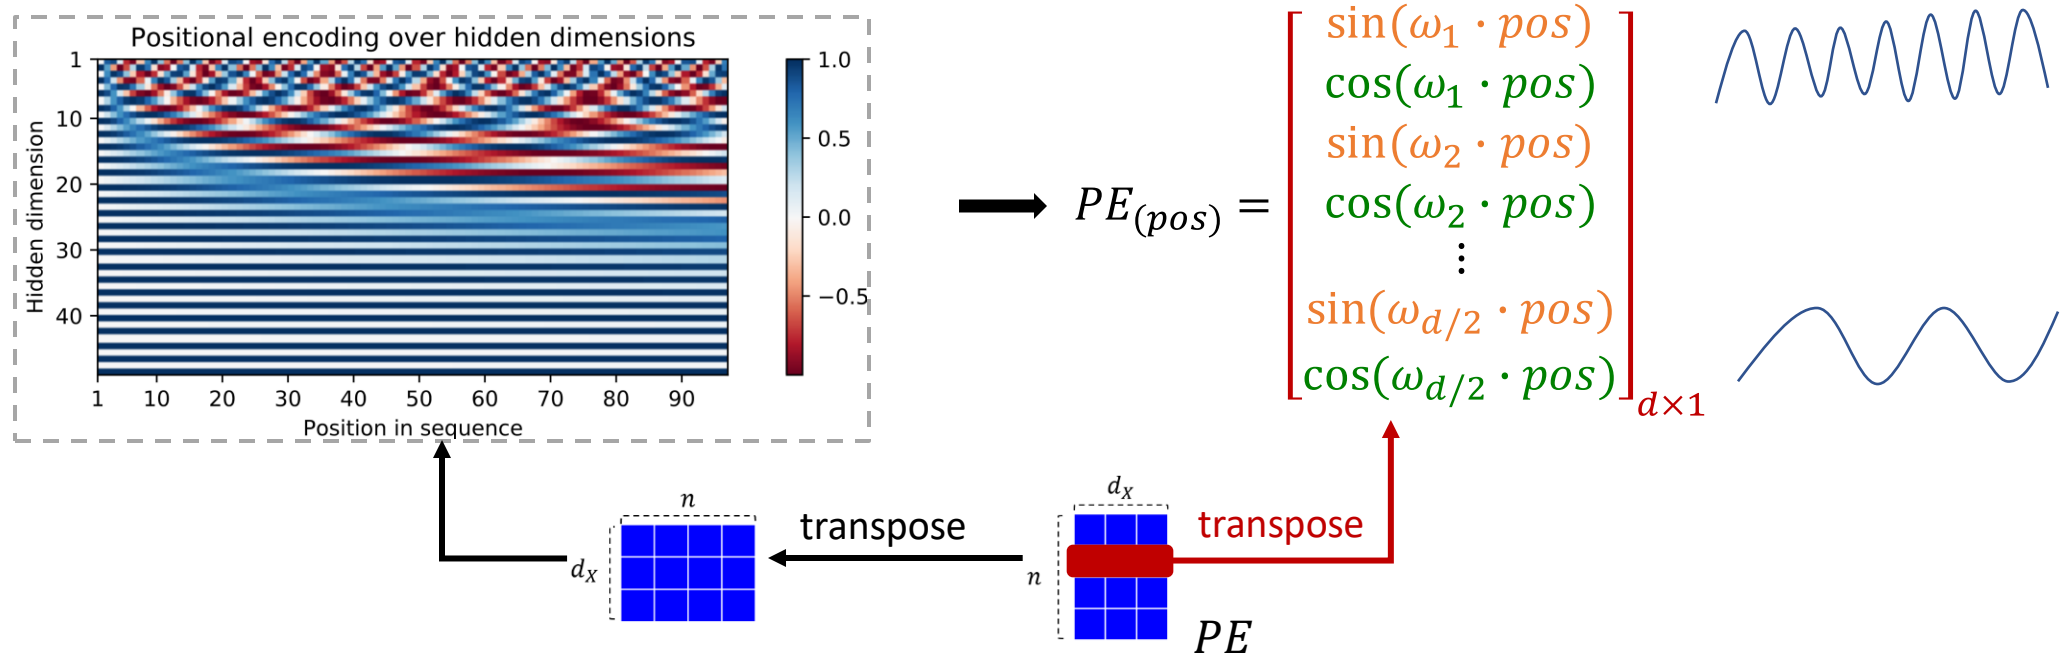 Positional encoding over hidden dimensions
1
10
20
30
40
Hidden dimension
1 10 20 30 40 50 60 70 80 90
Position in sequence
1.0
0.5
0.0
−0.5
PE(pos) =
sin(ω1 · pos)
cos(ω1 · pos)
sin(ω2 · pos)
cos(ω2 · pos)
⋮
sin(ωd/2 · pos)
cos(ωd/2 · pos)
d×1
n
dX
transpose
dX
n
transpose
PE